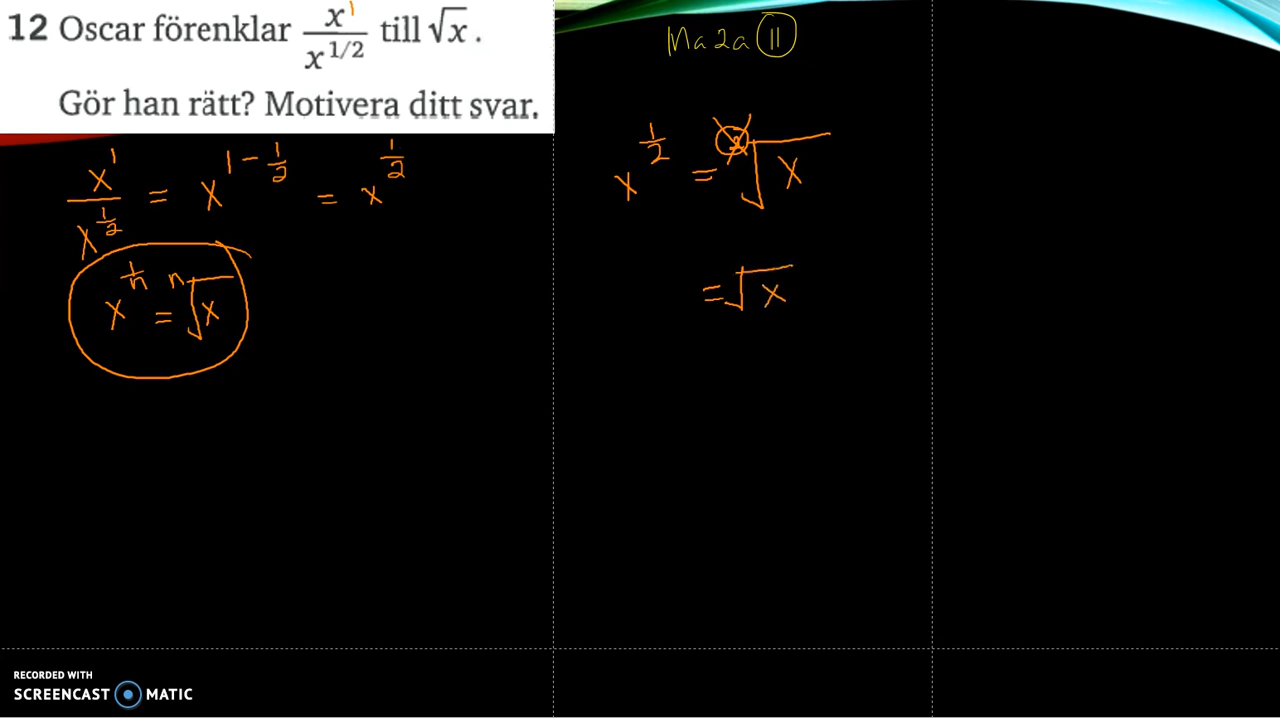 12 Oscar förenklar x¹/x^1/2 till √x.
Gör han rätt? Motivera ditt svar.
x¹/x^1/2 = x^1-1/2 = x^1/2
x^1/n = ⁿ√x
Ma2a 11
x^1/2 = ²√x
= √x
RECORDED WITH
SCREENCAST MATIC